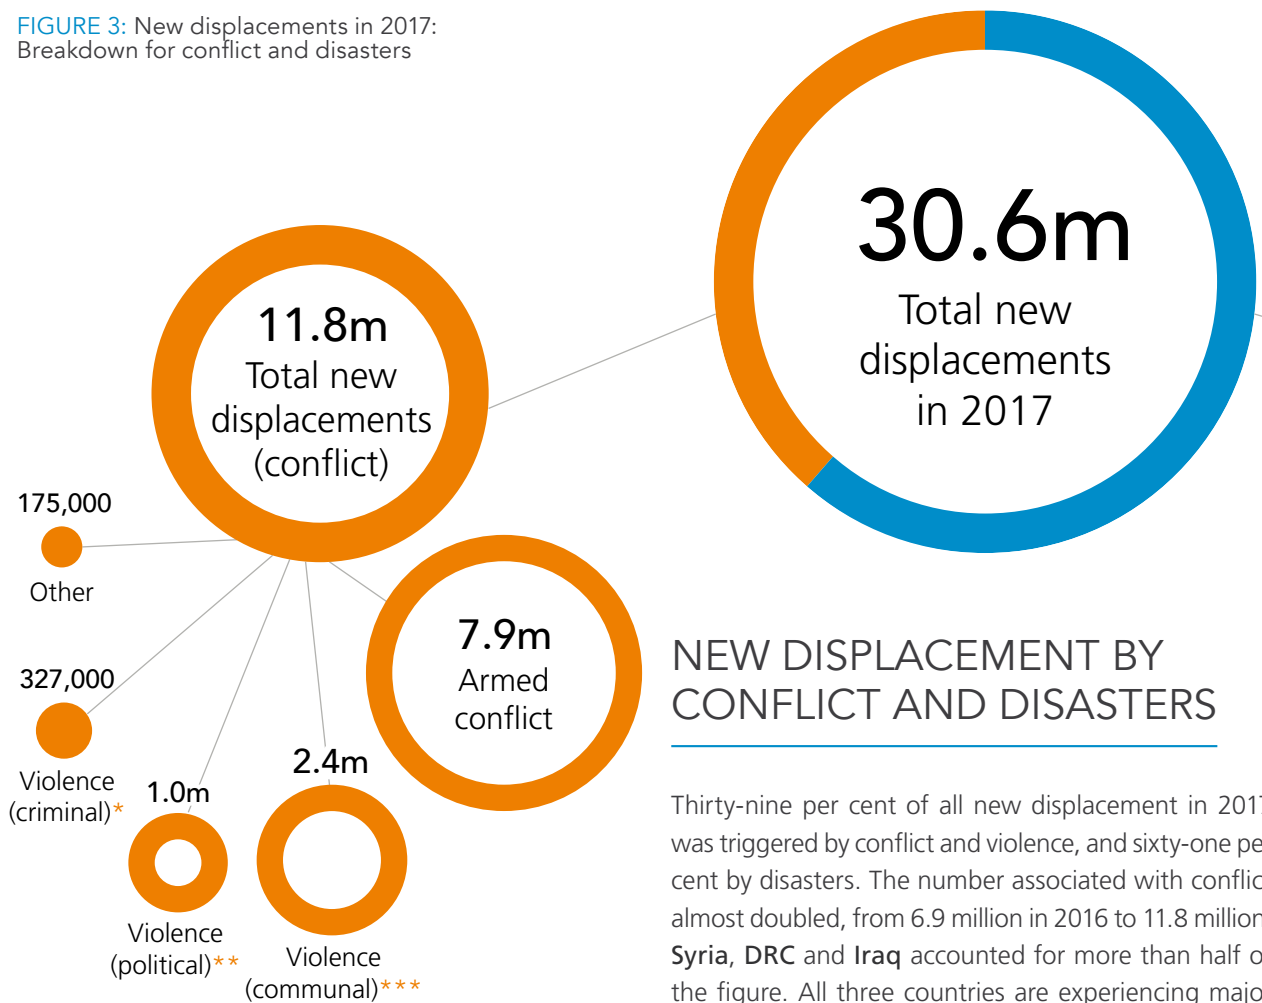 FIGURE 3: New displacements in 2017:
Breakdown for conflict and disasters
30.6m
Total new
displacements
in 2017
11.8m
Total new
displacements
(conflict)
175,000
Other
327,000
Violence
(criminal)*
1.0m
Violence
(political)**
2.4m
Violence
(communal)***
7.9m
Armed
conflict
NEW DISPLACEMENT BY
CONFLICT AND DISASTERS
Thirty-nine per cent of all new displacement in 2017
was triggered by conflict and violence, and sixty-one pe
cent by disasters. The number associated with conflic
almost doubled, from 6.9 million in 2016 to 11.8 million
Syria, DRC and Iraq accounted for more than half o
the figure. All three countries are experiencing majo